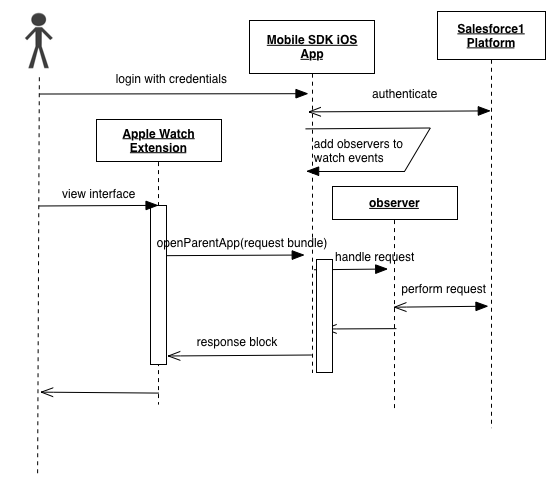 Salesforce1
Platform
Mobile SDK iOS
App
login with credentials
authenticate
Apple Watch
Extension
add observers to
watch events
view interface
observer
openParentApp(request bundle)
handle request
perform request
response block